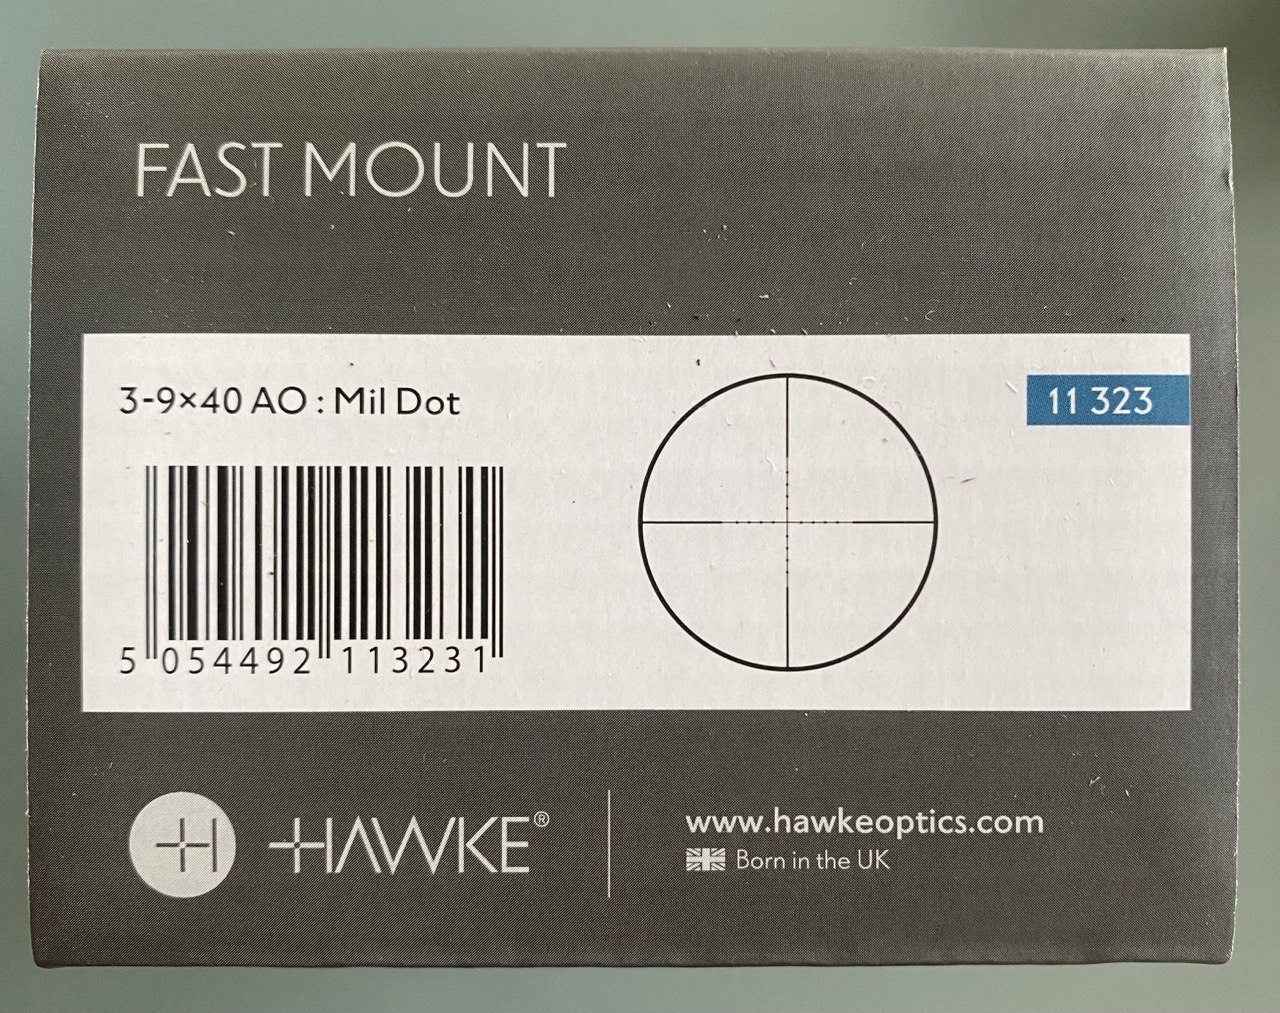 FAST MOUNT
3-9×40 AO : Mil Dot
11 323
5 054492 113231
H
HAWKE®
www.hawkeoptics.com
Born in the UK